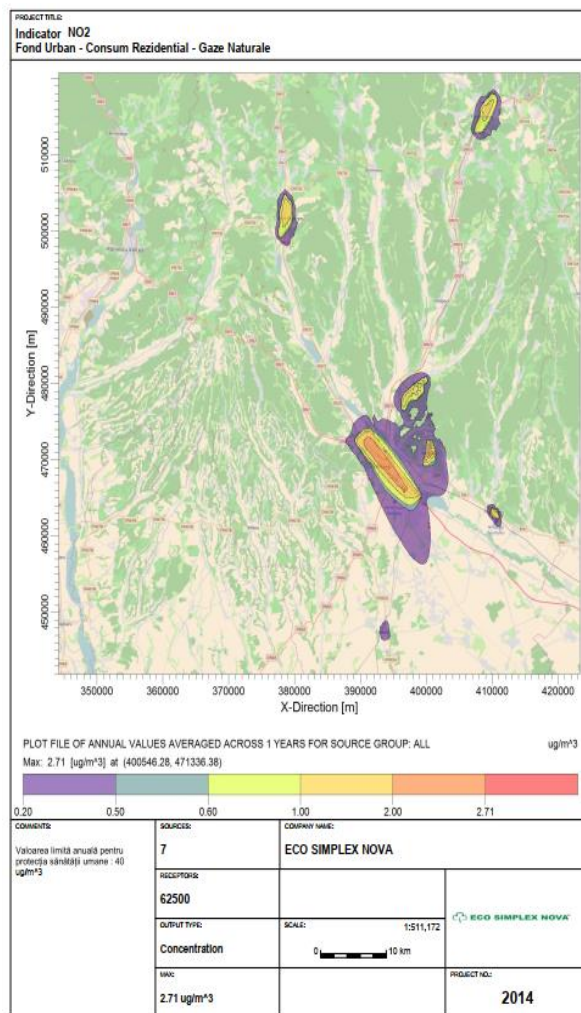 PROJECT TITLE:
Indicator NO2
Fond Urban - Consum Rezidential - Gaze Naturale
Y-Direction [m]
510000
500000
490000
480000
470000
460000
450000
350000 360000 370000 380000 390000 400000 410000 420000
X-Direction [m]
PLOT FILE OF ANNUAL VALUES AVERAGED ACROSS 1 YEARS FOR SOURCE GROUP: ALL ug/m^3
Max: 2.71 [ug/m^3] at (400546.28, 471336.38)
0.20 0.50 0.60 1.00 2.00 2.71
COMMENTS:
Valoarea limită anuală pentru
protecția sănătății umane : 40
ug/m^3
SOURCES:
7
COMPANY NAME:
ECO SIMPLEX NOVA
RECEPTORS:
62500
OUTPUT TYPE:
Concentration
SCALE: 1:511,172
0 10 km
ECO SIMPLEX NOVA
MAX:
2.71 ug/m^3
PROJECT NO.:
2014